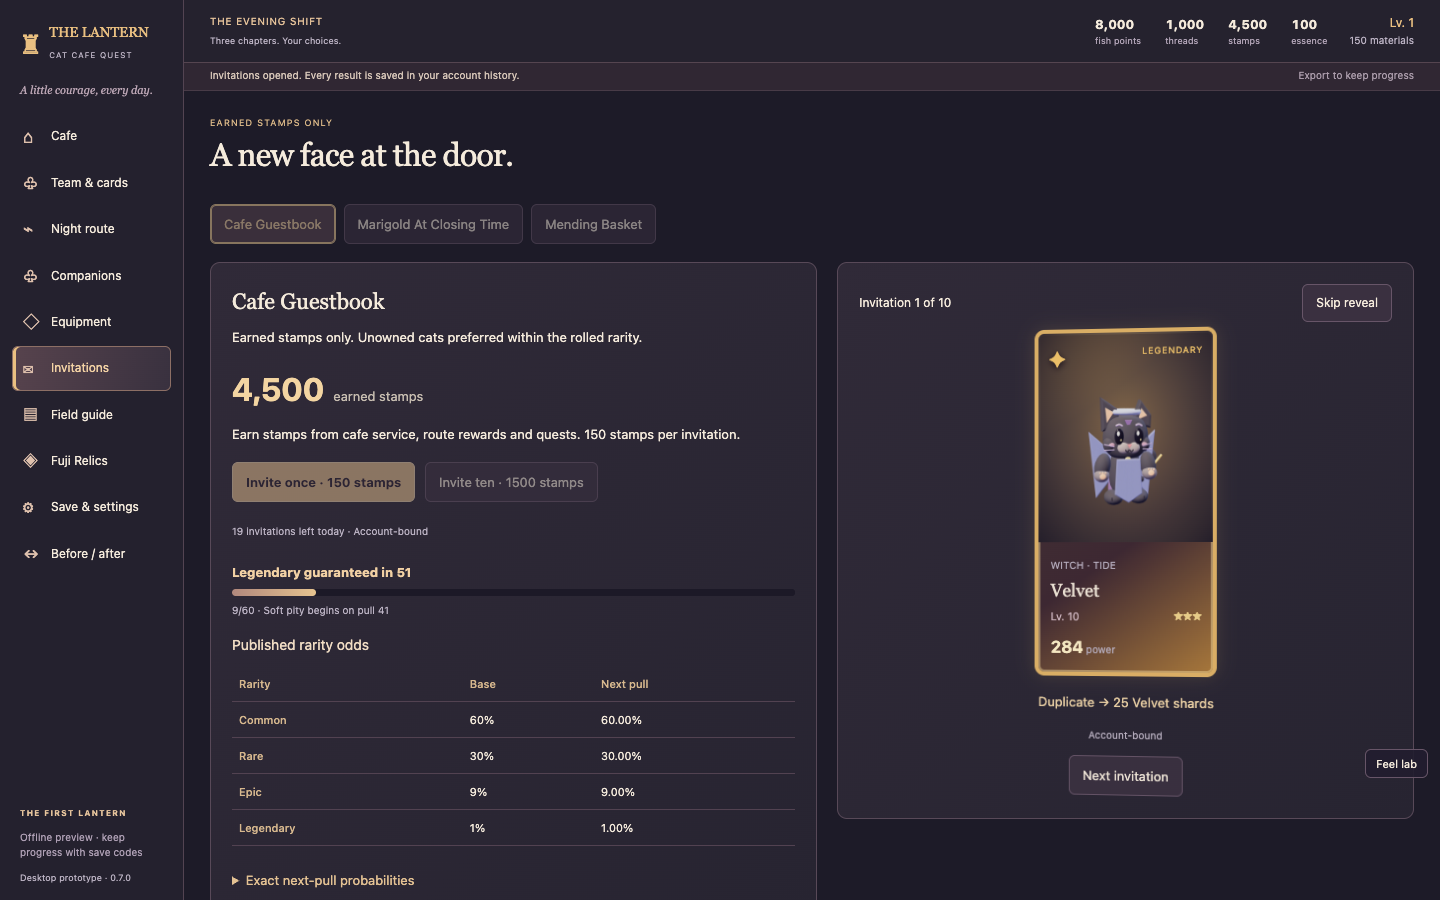 THE LANTERN
CAT CAFE QUEST
A little courage, every day.
Cafe
Team & cards
Night route
Companions
Equipment
Invitations
Field guide
Fuji Relics
Save & settings
Before / after
THE FIRST LANTERN
Offline preview · keep
progress with save codes
Desktop prototype · 0.7.0
THE EVENING SHIFT
Three chapters. Your choices.
8,000
fish points
1,000
threads
4,500
stamps
100
essence
Lv. 1
150 materials
Invitations opened. Every result is saved in your account history.
Export to keep progress
EARNED STAMPS ONLY
A new face at the door.
Cafe Guestbook
Marigold At Closing Time
Mending Basket
Cafe Guestbook
Earned stamps only. Unowned cats preferred within the rolled rarity.
4,500 earned stamps
Earn stamps from cafe service, route rewards and quests. 150 stamps per invitation.
Invite once · 150 stamps
Invite ten · 1500 stamps
19 invitations left today · Account-bound
Legendary guaranteed in 51
9/60 · Soft pity begins on pull 41
Published rarity odds
Rarity Base Next pull
Common 60% 60.00%
Rare 30% 30.00%
Epic 9% 9.00%
Legendary 1% 1.00%
Exact next-pull probabilities
Invitation 1 of 10
Skip reveal
LEGENDARY
WITCH · TIDE
Velvet
Lv. 10
★★★
284 power
Duplicate → 25 Velvet shards
Account-bound
Next invitation
Feel lab